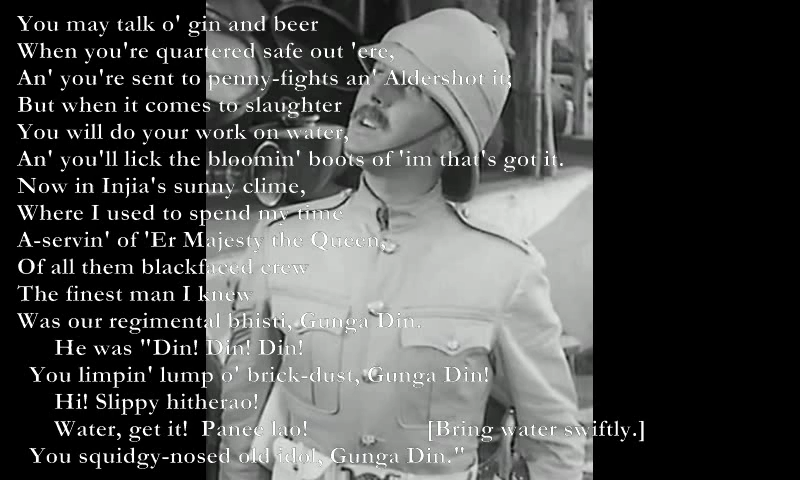 You may talk o' gin and beer
When you're quartered safe out 'ere,
An' you're sent to penny-fights an' Aldershot it;
But when it comes to slaughter
You will do your work on water,
An' you'll lick the bloomin' boots of 'im that's got it.
Now in Injia's sunny clime,
Where I used to spend my time
A-servin' of 'Er Majesty the Queen,
Of all them blackfaced crew
The finest man I knew
Was our regimental bhisti, Gunga Din.
He was "Din! Din! Din!
You limpin' lump o' brick-dust, Gunga Din!
Hi! Slippy hitherao!
Water, get it! Panee lao! [Bring water swiftly.]
You squidgy-nosed old idol, Gunga Din."